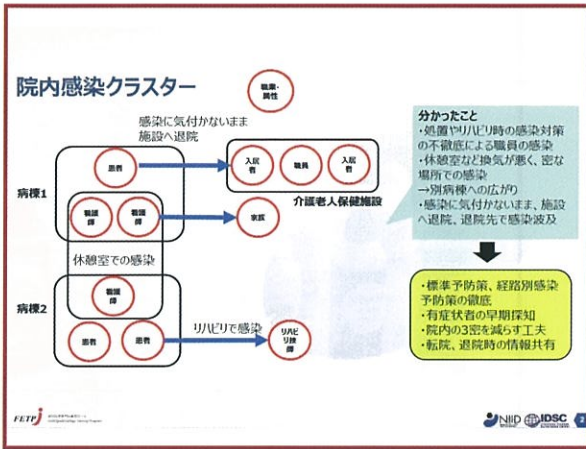 院内感染クラスター
職業・
属性
感染に気付かないまま
施設へ退院
患者
入居
者
職員
入居
者
病棟1
介護老人保健施設
看護
師
看護
師
家族
休憩室での感染
病棟2
看護
師
患者
患者
リハビリで感染
リハビ
リ技
師
分かったこと
・処置やリハビリ時の感染対策
の不徹底による職員の感染
・休憩室など換気が悪く、密な
場所での感染
→別病棟への広がり
・感染に気付かないまま、施設
へ退院、退院先で感染波及
・標準予防策、経路別感染
予防策の徹底
・有症状者の早期探知
・院内の3密を減らす工夫
・転院、退院時の情報共有
FETP J
NIID IDSC
2